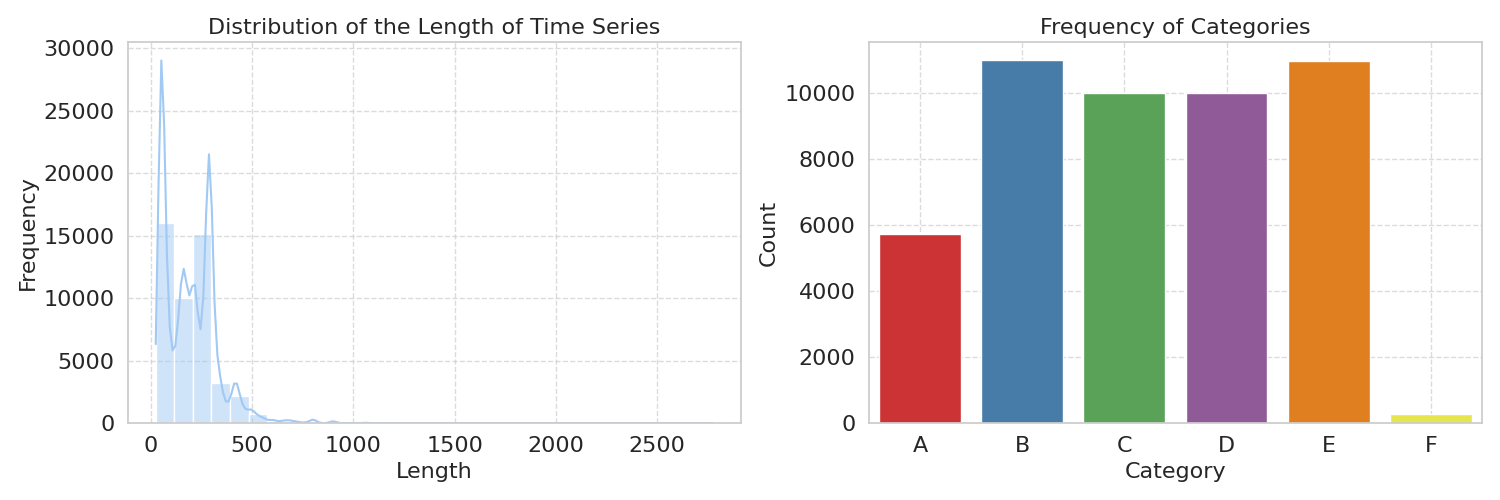 Distribution of the Length of Time Series
30000
25000
20000
15000
10000
5000
0
Frequency
0 500 1000 1500 2000 2500
Length
Frequency of Categories
10000
8000
6000
4000
2000
0
Count
A B C D E F
Category